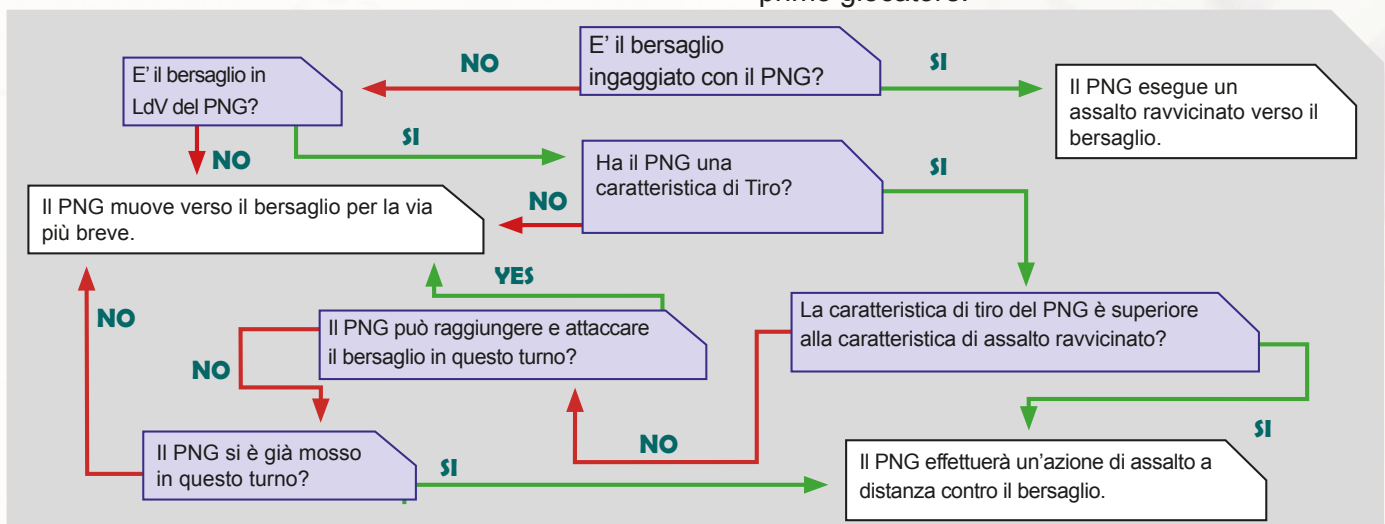 E' il bersaglio
ingaggiato con il PNG?
NO
SI
E' il bersaglio in
LdV del PNG?
Il PNG esegue un
assalto ravvicinato verso il
bersaglio.
NO
SI
Ha il PNG una
caratteristica di Tiro?
SI
NO
Il PNG muove verso il bersaglio per la via
più breve.
YES
NO
Il PNG può raggiungere e attaccare
il bersaglio in questo turno?
La caratteristica di tiro del PNG è superiore
alla caratteristica di assalto ravvicinato?
NO
NO
SI
Il PNG si è già mosso
in questo turno?
SI
Il PNG effettuerà un'azione di assalto a
distanza contro il bersaglio.